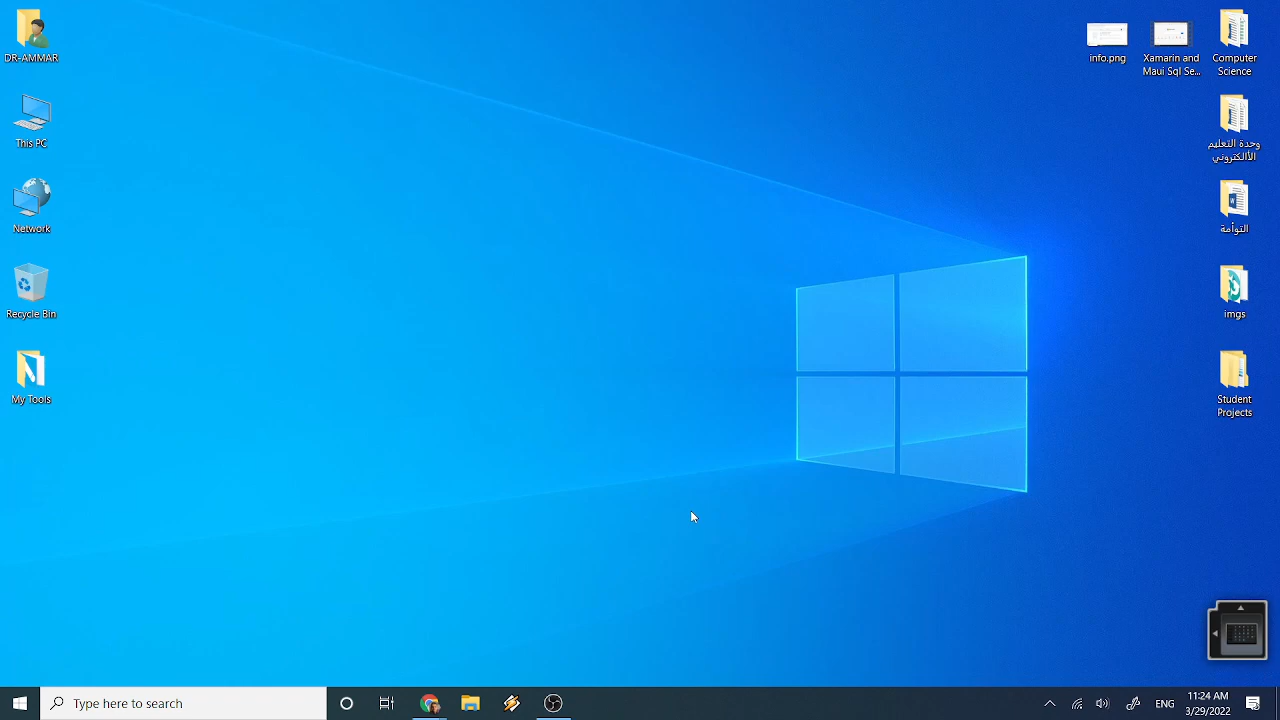 DR-AMMAR
This PC
Network
Recycle Bin
My Tools
info.png
Xamarin and
Maui Sql Se...
Computer
Science
وحدة التعليم
الألكتروني
التوأمة
imgs
Student
Projects
Type here to search
ENG
11:24 AM
3/29/2022